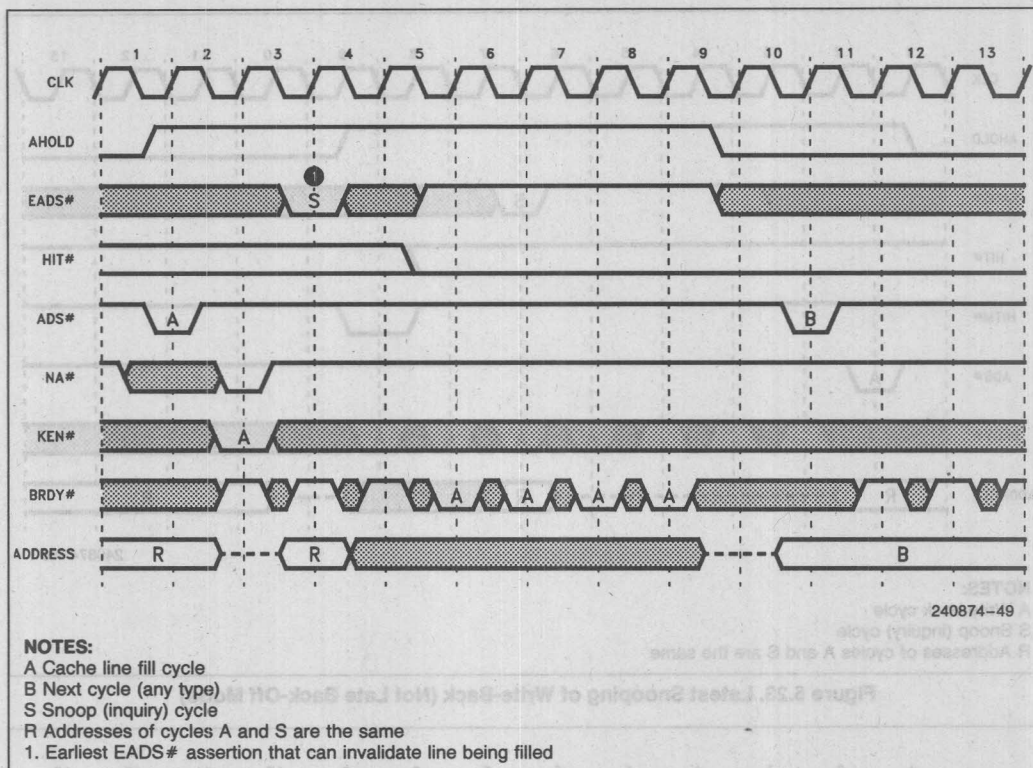 1 2 3 4 5 6 7 8 9 10 11 12 13
CLK
AHOLD
1
EADS# S
HIT#
ADS# A B
NA#
KEN# A
BRDY# A A A A
ADDRESS R R B
240874-49
NOTES:
A Cache line fill cycle
B Next cycle (any type)
S Snoop (inquiry) cycle
R Addresses of cycles A and S are the same
1. Earliest EADS# assertion that can invalidate line being filled